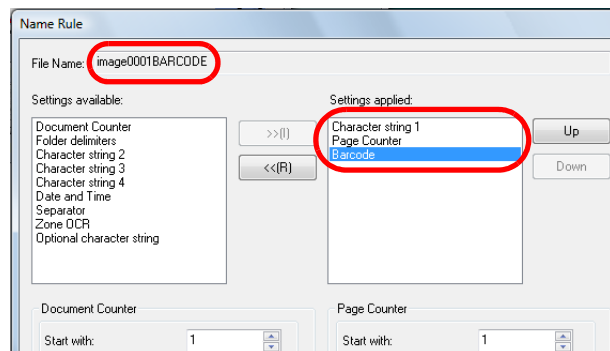 Name Rule
File Name: image0001BARCODE
Settings available:
Settings applied:
Document Counter
Folder delimiters
Character string 2
Character string 3
Character string 4
Date and Time
Separator
Zone OCR
Optional character string
>>(I)
<<(R)
Character string 1
Page Counter
Barcode
Up
Down
Document Counter
Start with: 1
Page Counter
Start with: 1